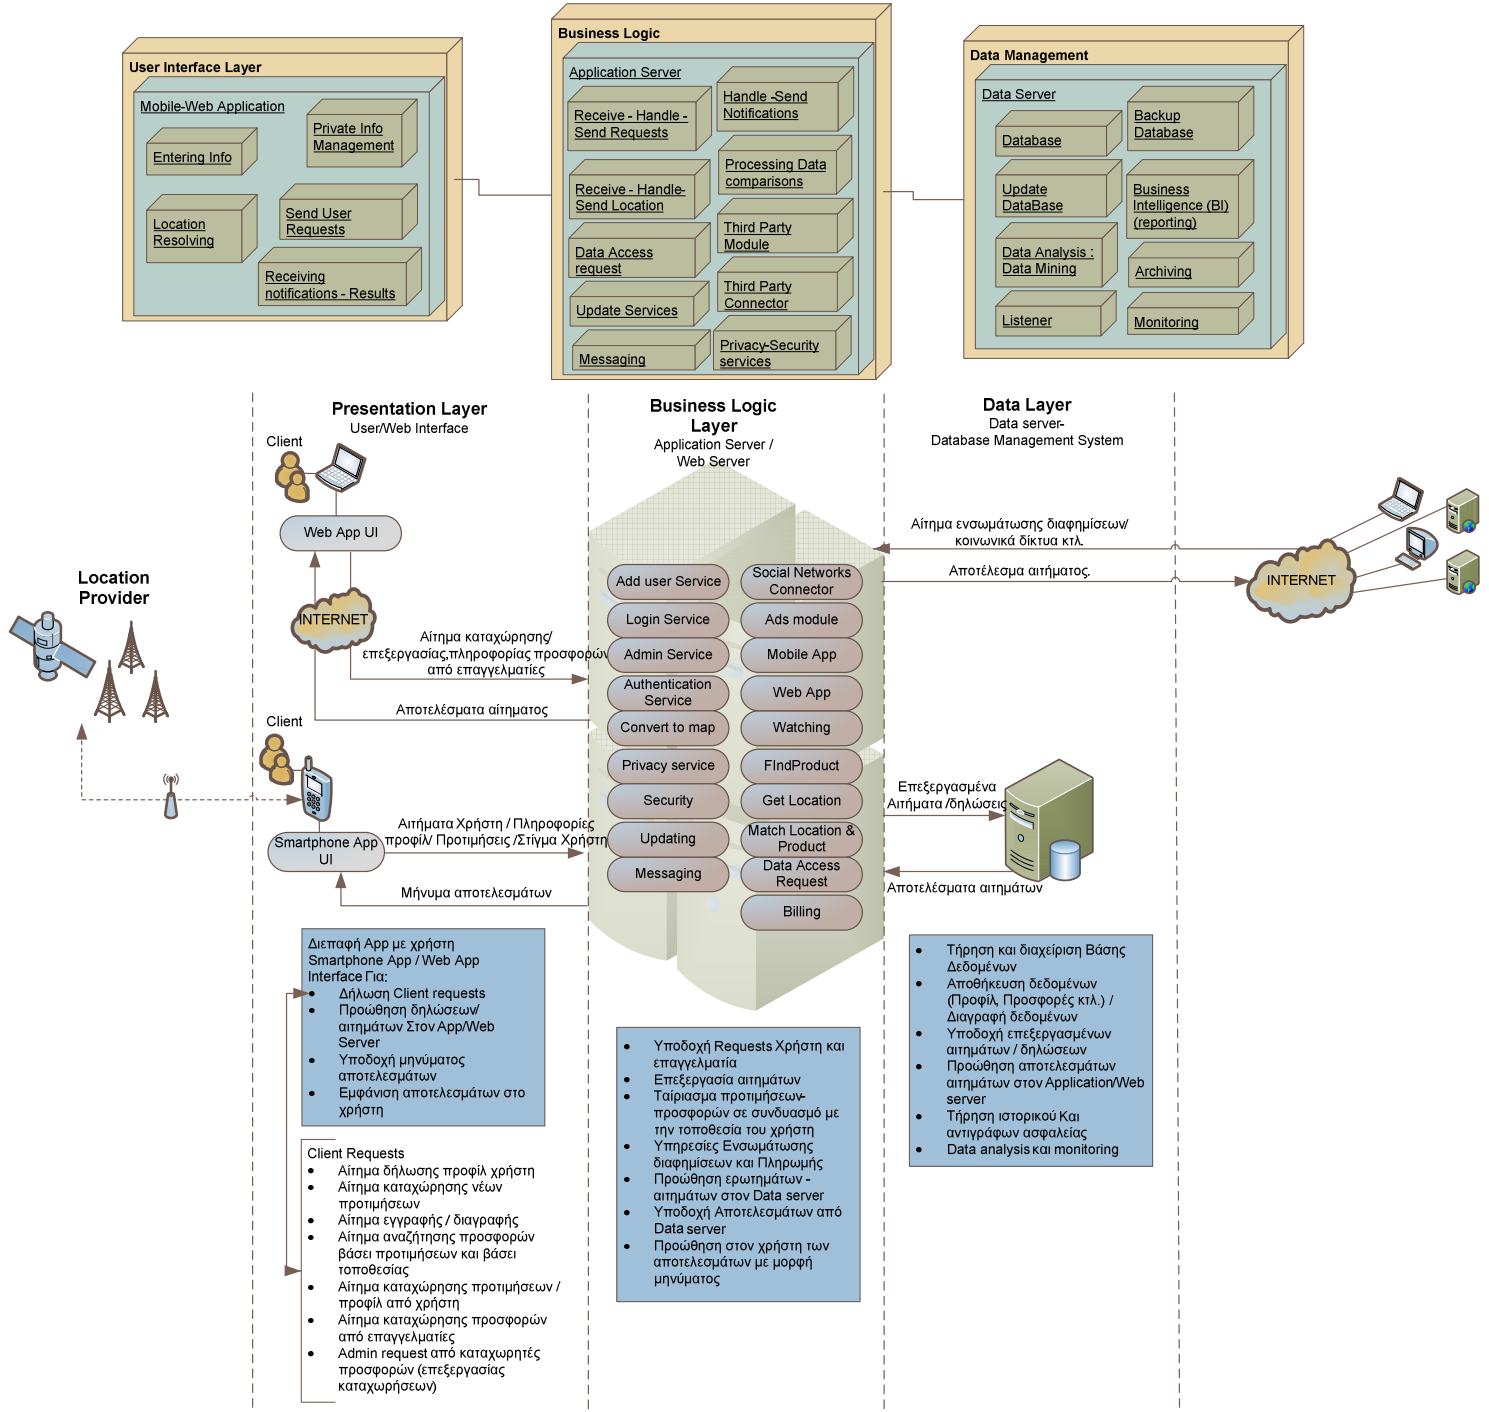 User Interface Layer
Mobile-Web Application
Entering Info
Private Info
Management
Location
Resolving
Send User
Requests
Receiving
notifications - Results
Business Logic
Application Server
Receive - Handle -
Send Requests
Handle -Send
Notifications
Receive - Handle-
Send Location
Processing Data
comparisons
Data Access
request
Third Party
Module
Update Services
Third Party
Connector
Messaging
Privacy-Security
services
Data Management
Data Server
Database
Backup
Database
Update
DataBase
Business
Intelligence (BI)
(reporting)
Data Analysis :
Data Mining
Archiving
Listener
Monitoring
Location
Provider
Presentation Layer
User/Web Interface
Client
Web App UI
INTERNET
Αίτημα καταχώρησης/
επεξεργασίας,πληροφορίας προσφορών
από επαγγελματίες
Αποτελέσματα αίτηματος
Client
Smartphone App
UI
Αιτήματα Χρήστη / Πληροφορίες
προφίλ/ Προτιμήσεις /Στίγμα Χρήστη
Μήνυμα αποτελεσμάτων
Διεπαφή App με χρήστη
Smartphone App / Web App
Interface Για:
• Δήλωση Client requests
• Προώθηση δηλώσεων/
αιτημάτων Στον App/Web
Server
• Υποδοχή μηνύματος
αποτελεσμάτων
• Εμφάνιση αποτελεσμάτων στο
χρήστη
Client Requests
• Αίτημα δήλωσης προφίλ χρήστη
• Αίτημα καταχώρησης νέων
προτιμήσεων
• Αίτημα εγγραφής / διαγραφής
• Αίτημα αναζήτησης προσφορών
βάσει προτιμήσεων και βάσει
τοποθεσίας
• Αίτημα καταχώρησης προτιμήσεων /
προφίλ από χρήστη
• Αίτημα καταχώρησης προσφορών
από επαγγελματίες
• Admin request από καταχωρητές
προσφορών (επεξεργασίας
καταχωρήσεων)
Business Logic
Layer
Application Server /
Web Server
Add user Service
Login Service
Admin Service
Authentication
Service
Convert to map
Privacy service
Security
Updating
Messaging
Social Networks
Connector
Ads module
Mobile App
Web App
Watching
FIndProduct
Get Location
Match Location &
Product
Data Access
Request
Billing
• Υποδοχή Requests Χρήστη και
επαγγελματία
• Επεξεργασία αιτημάτων
• Ταίριασμα προτιμήσεων-
προσφορών σε συνδυασμό με
την τοποθεσία του χρήστη
• Υπηρεσίες Ενσωμάτωσης
διαφημίσεων και Πληρωμής
• Προώθηση ερωτημάτων -
αιτημάτων στον Data server
• Υποδοχή Αποτελεσμάτων από
Data server
• Προώθηση στον χρήστη των
αποτελεσμάτων με μορφή
μηνύματος
Data Layer
Data server-
Database Management System
Αίτημα ενσωμάτωσης διαφημίσεων/
κοινωνικά δίκτυα κτλ.
Αποτέλεσμα αιτήματος.
INTERNET
Επεξεργασμένα
Αιτήματα /δηλώσεις
Αποτελέσματα αιτημάτων
• Τήρηση και διαχείριση Βάσης
Δεδομένων
• Αποθήκευση δεδομένων
(Προφίλ, Προσφορές κτλ.) /
Διαγραφή δεδομένων
• Υποδοχή επεξεργασμένων
αιτημάτων / δηλώσεων
• Προώθηση αποτελεσμάτων
αιτημάτων στον Application/Web
server
• Τήρηση ιστορικού Και
αντιγράφων ασφαλείας
• Data analysis και monitoring